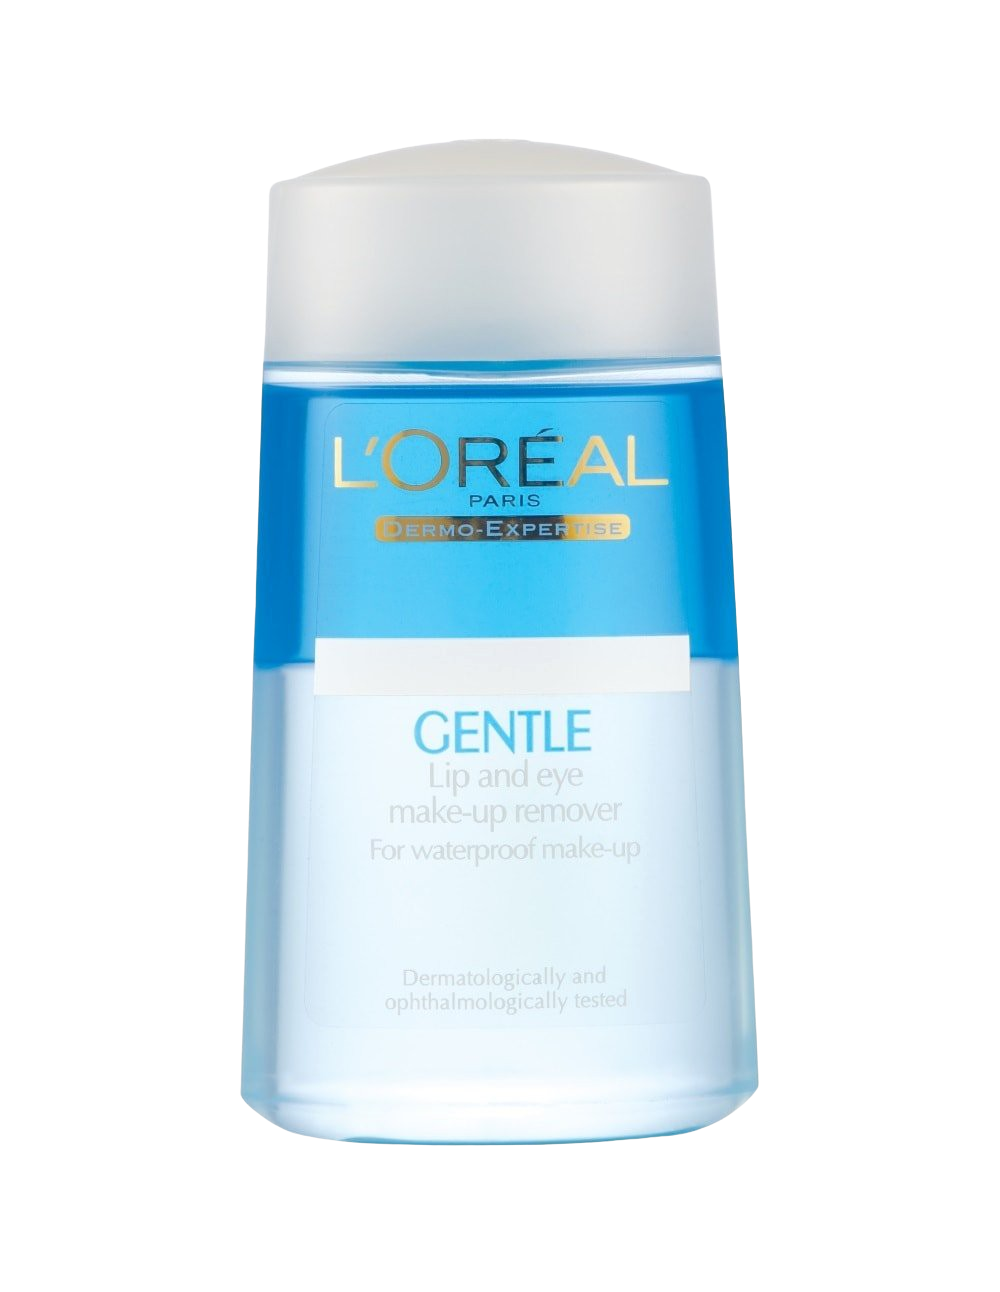 L'ORÉAL
PARIS
DERMO-EXPERTISE
GENTLE
Lip and eye
make-up remover
For waterproof make-up
Dermatologically and
ophthalmologically tested